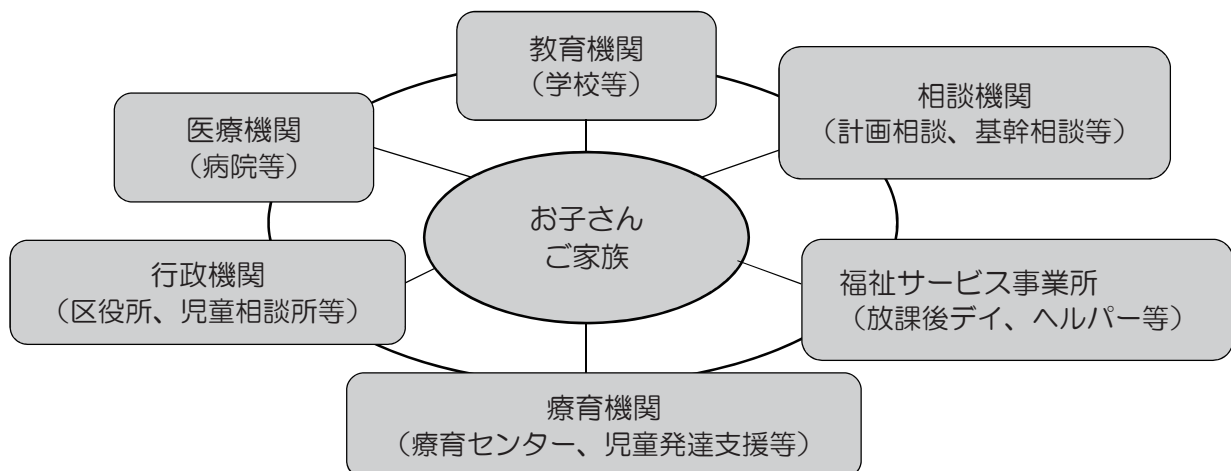 教育機関
（学校等）
相談機関
（計画相談、基幹相談等）
医療機関
（病院等）
お子さん
ご家族
行政機関
（区役所、児童相談所等）
福祉サービス事業所
（放課後デイ、ヘルパー等）
療育機関
（療育センター、児童発達支援等）